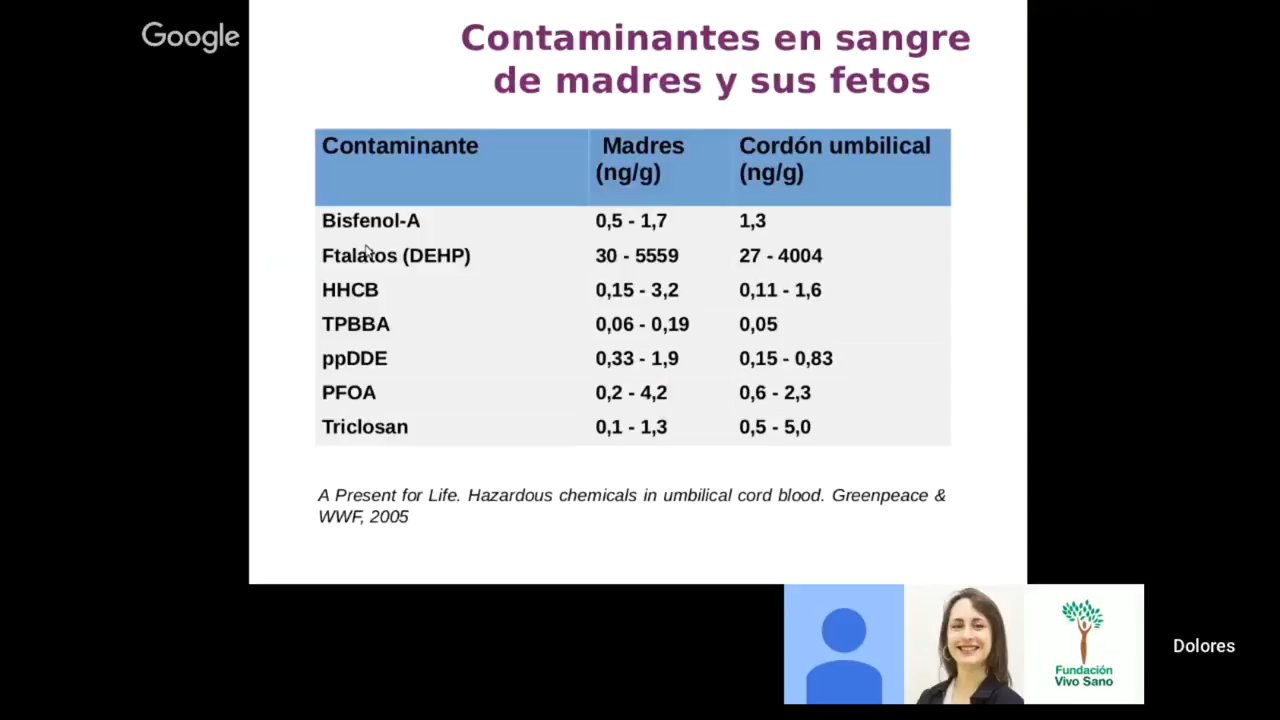 Google
Contaminantes en sangre
de madres y sus fetos
Contaminante Madres (ng/g) Cordón umbilical (ng/g)
Bisfenol-A 0,5 - 1,7 1,3
Ftalatos (DEHP) 30 - 5559 27 - 4004
HHCB 0,15 - 3,2 0,11 - 1,6
TPBBA 0,06 - 0,19 0,05
ppDDE 0,33 - 1,9 0,15 - 0,83
PFOA 0,2 - 4,2 0,6 - 2,3
Triclosan 0,1 - 1,3 0,5 - 5,0
A Present for Life. Hazardous chemicals in umbilical cord blood. Greenpeace &
WWF, 2005
Fundación
Vivo Sano
Dolores